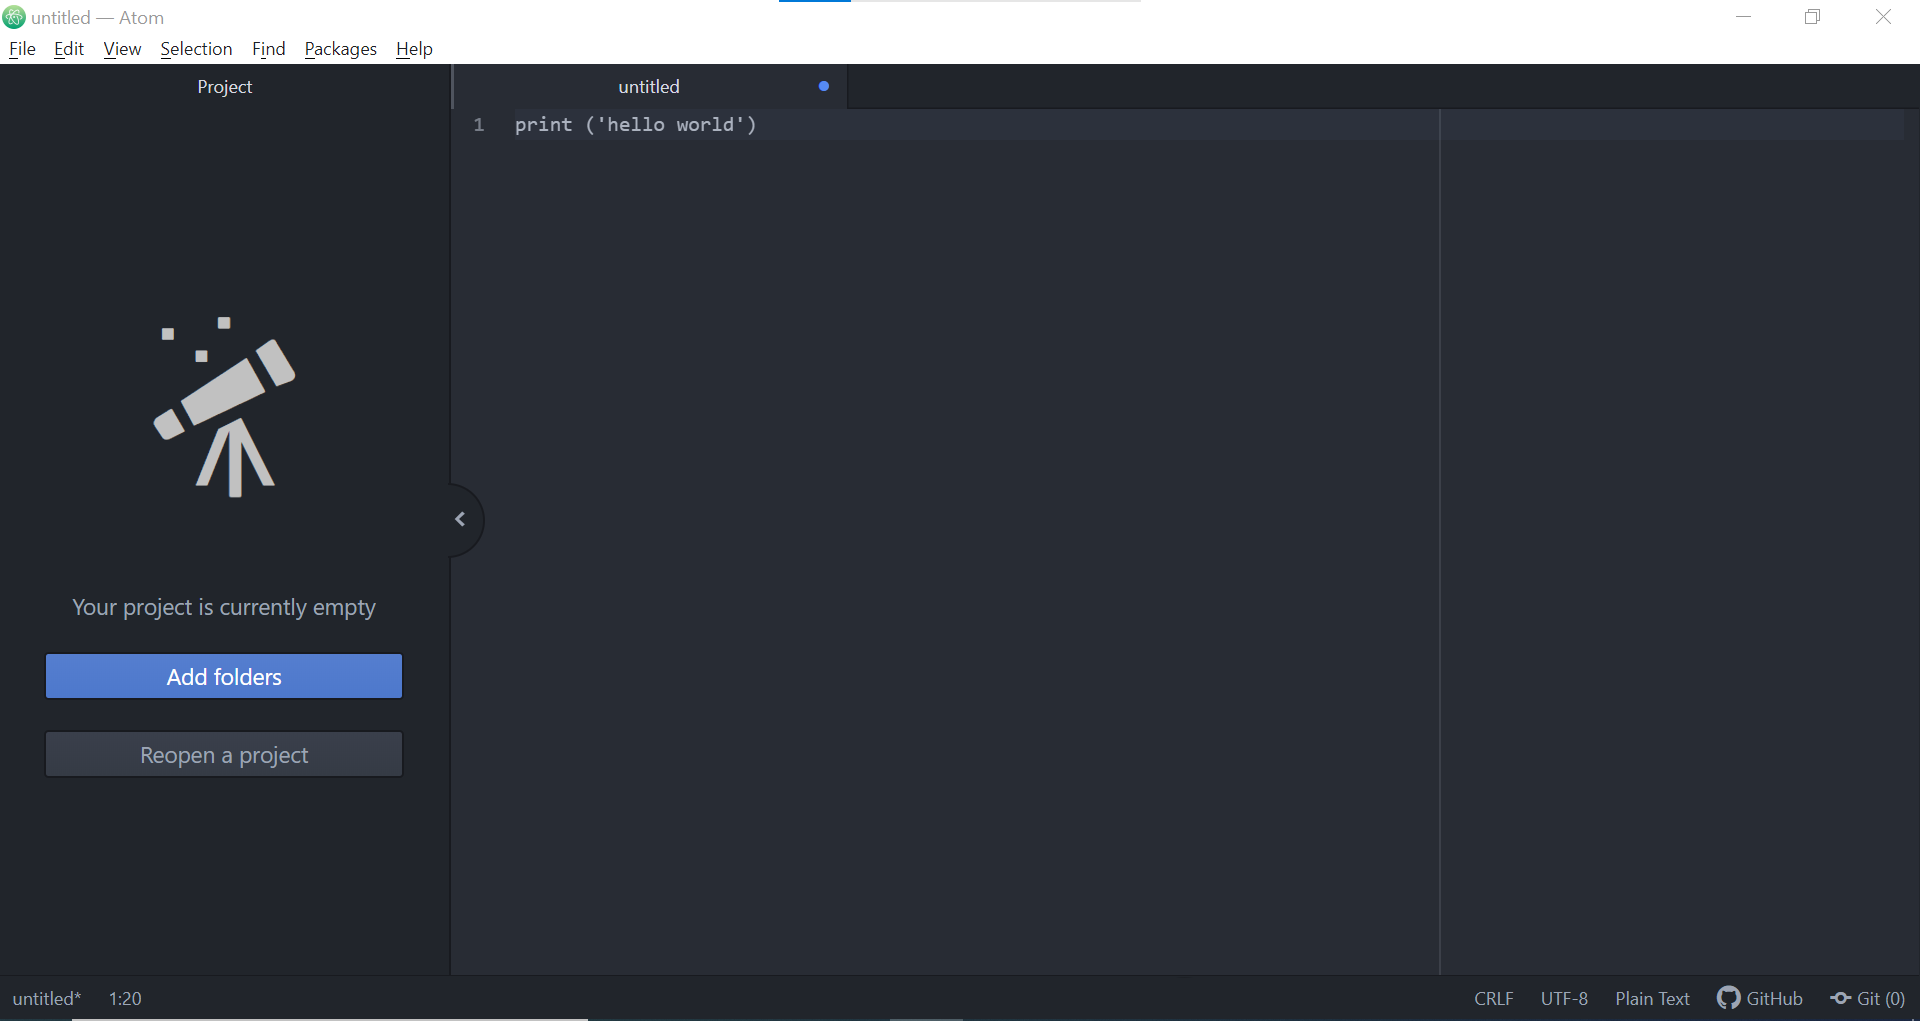 untitled — Atom
File Edit View Selection Find Packages Help
Project
untitled
1 print ('hello world')
Your project is currently empty
Add folders
Reopen a project
untitled* 1:20 CRLF UTF-8 Plain Text GitHub Git (0)